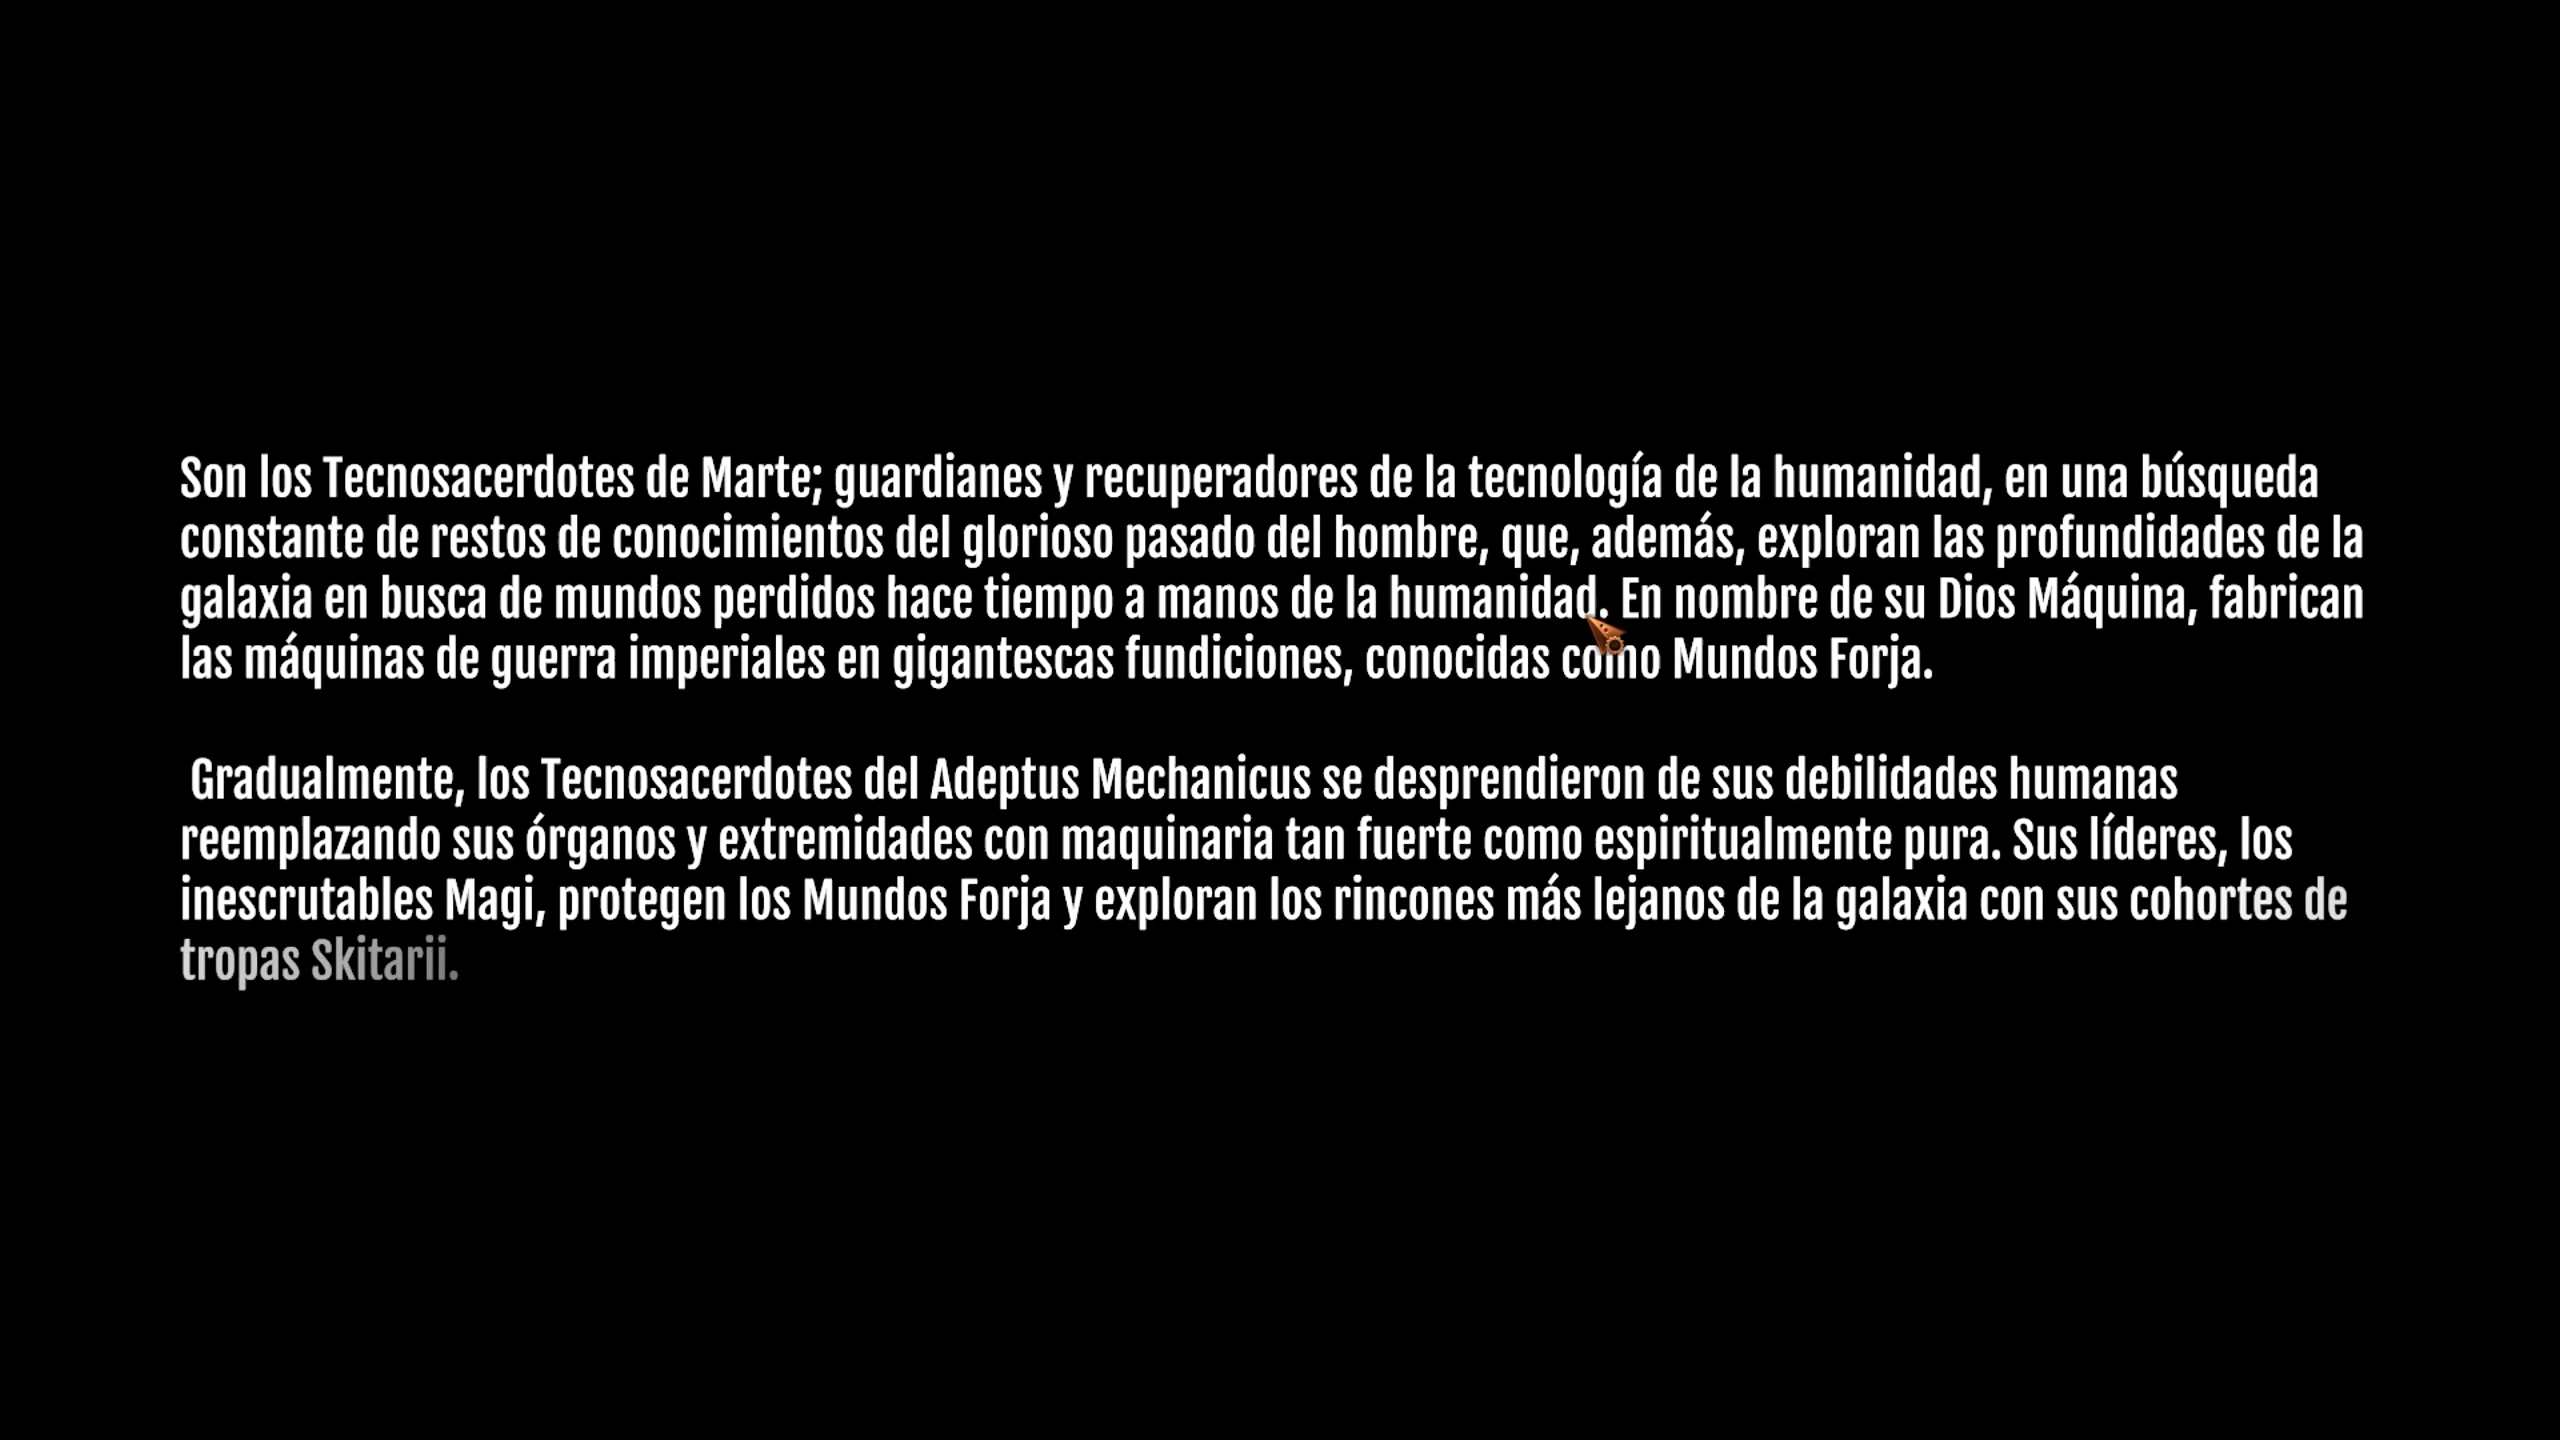 Son los Tecnosacerdotes de Marte; guardianes y recuperadores de la tecnología de la humanidad, en una búsqueda
constante de restos de conocimientos del glorioso pasado del hombre, que, además, exploran las profundidades de la
galaxia en busca de mundos perdidos hace tiempo a manos de la humanidad. En nombre de su Dios Máquina, fabrican
las máquinas de guerra imperiales en gigantescas fundiciones, conocidas como Mundos Forja.
Gradualmente, los Tecnosacerdotes del Adeptus Mechanicus se desprendieron de sus debilidades humanas
reemplazando sus órganos y extremidades con maquinaria tan fuerte como espiritualmente pura. Sus líderes, los
inescrutables Magi, protegen los Mundos Forja y exploran los rincones más lejanos de la galaxia con sus cohortes de
tropas Skitarii.